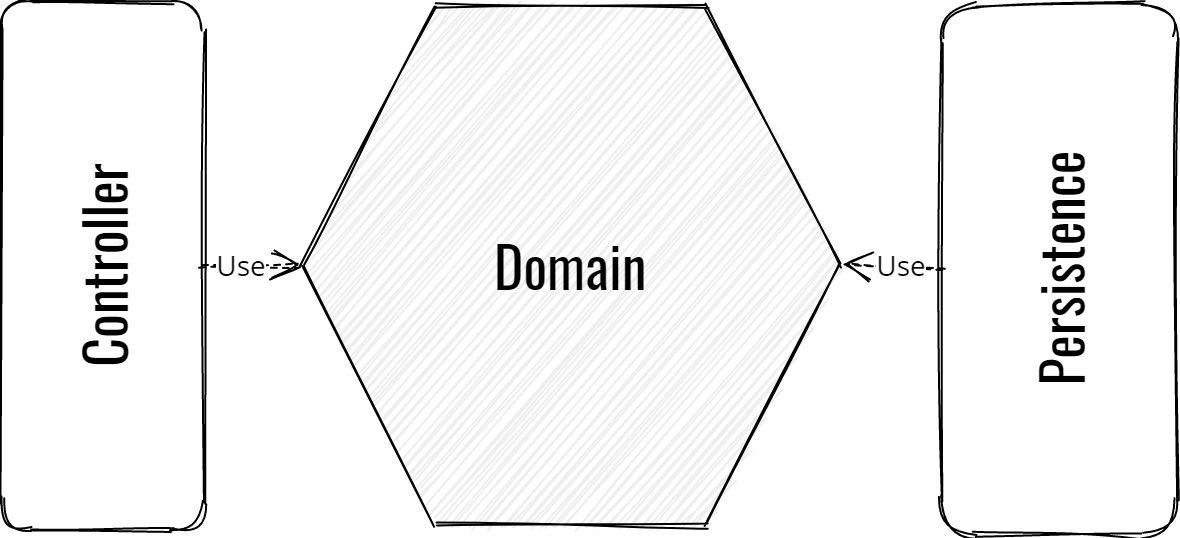 Controller
Use
Domain
Use
Persistence